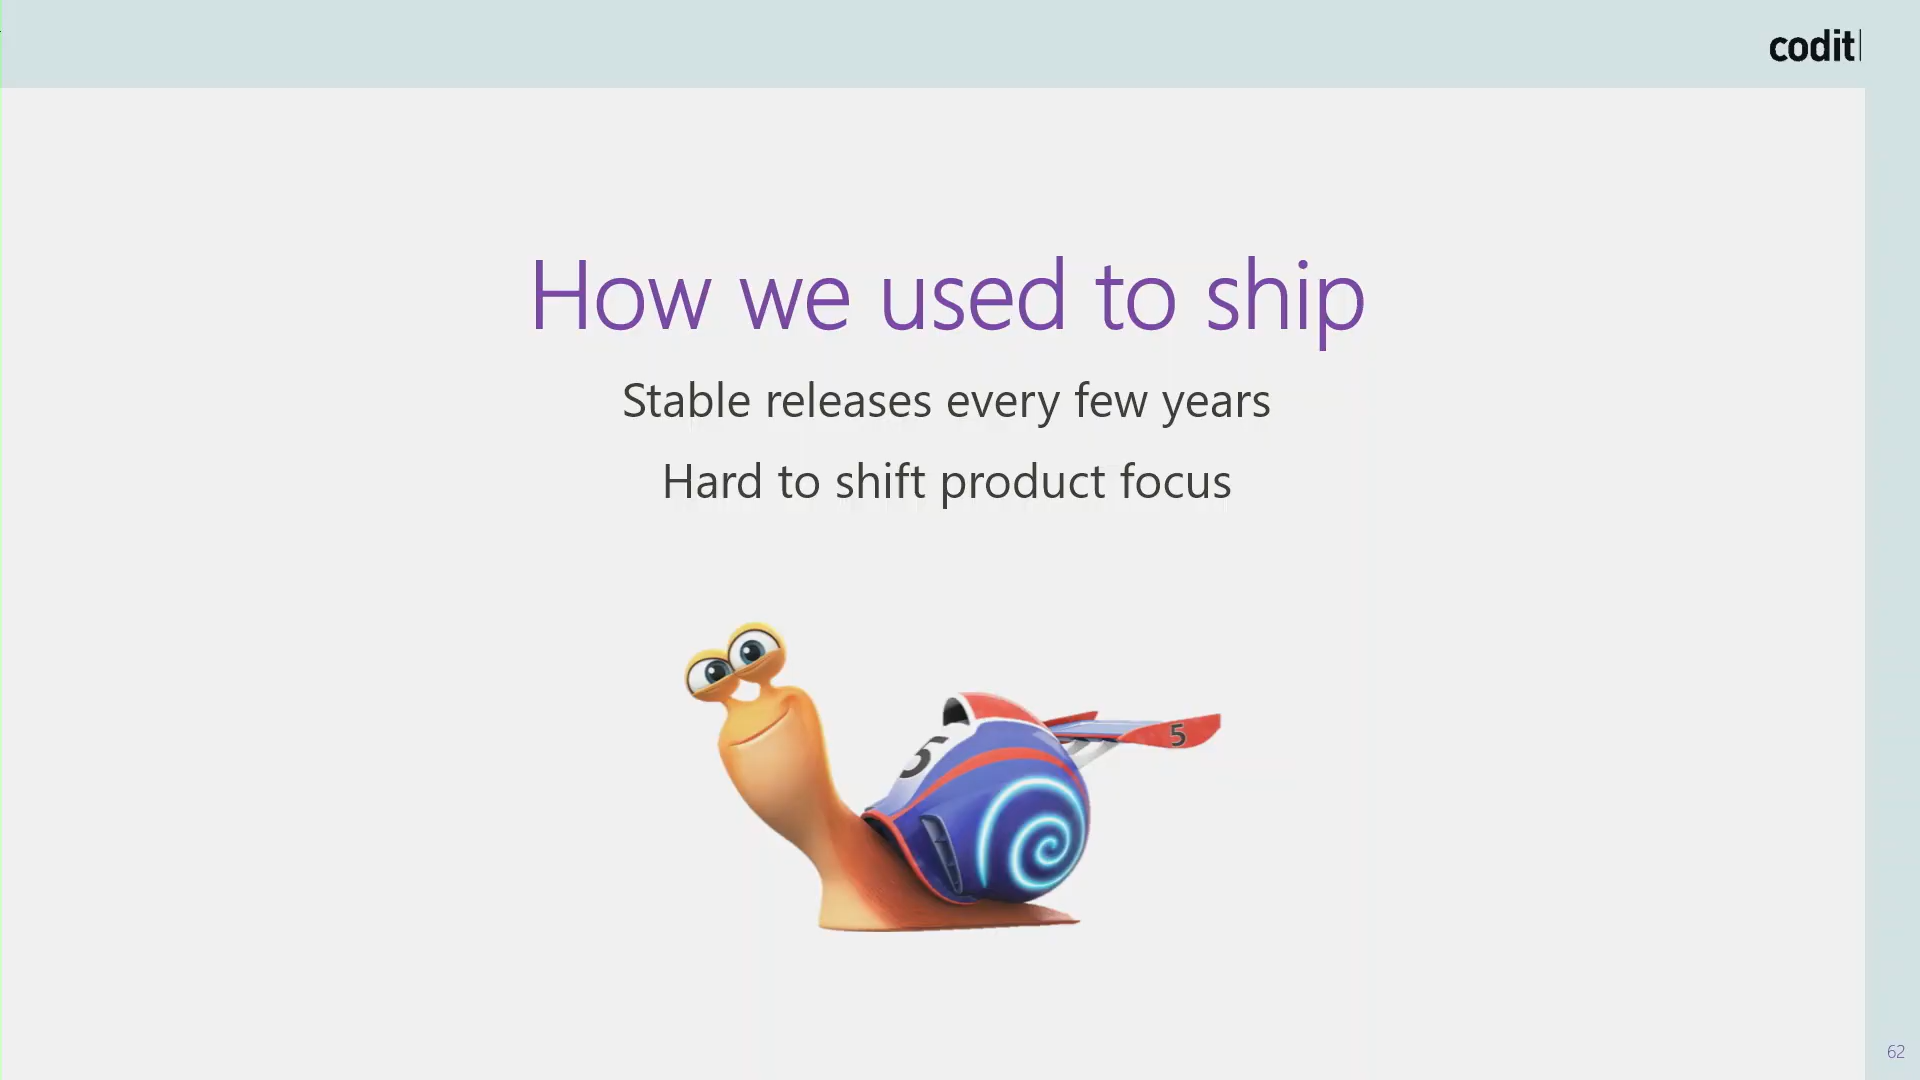 codit
How we used to ship
Stable releases every few years
Hard to shift product focus
5
5
62